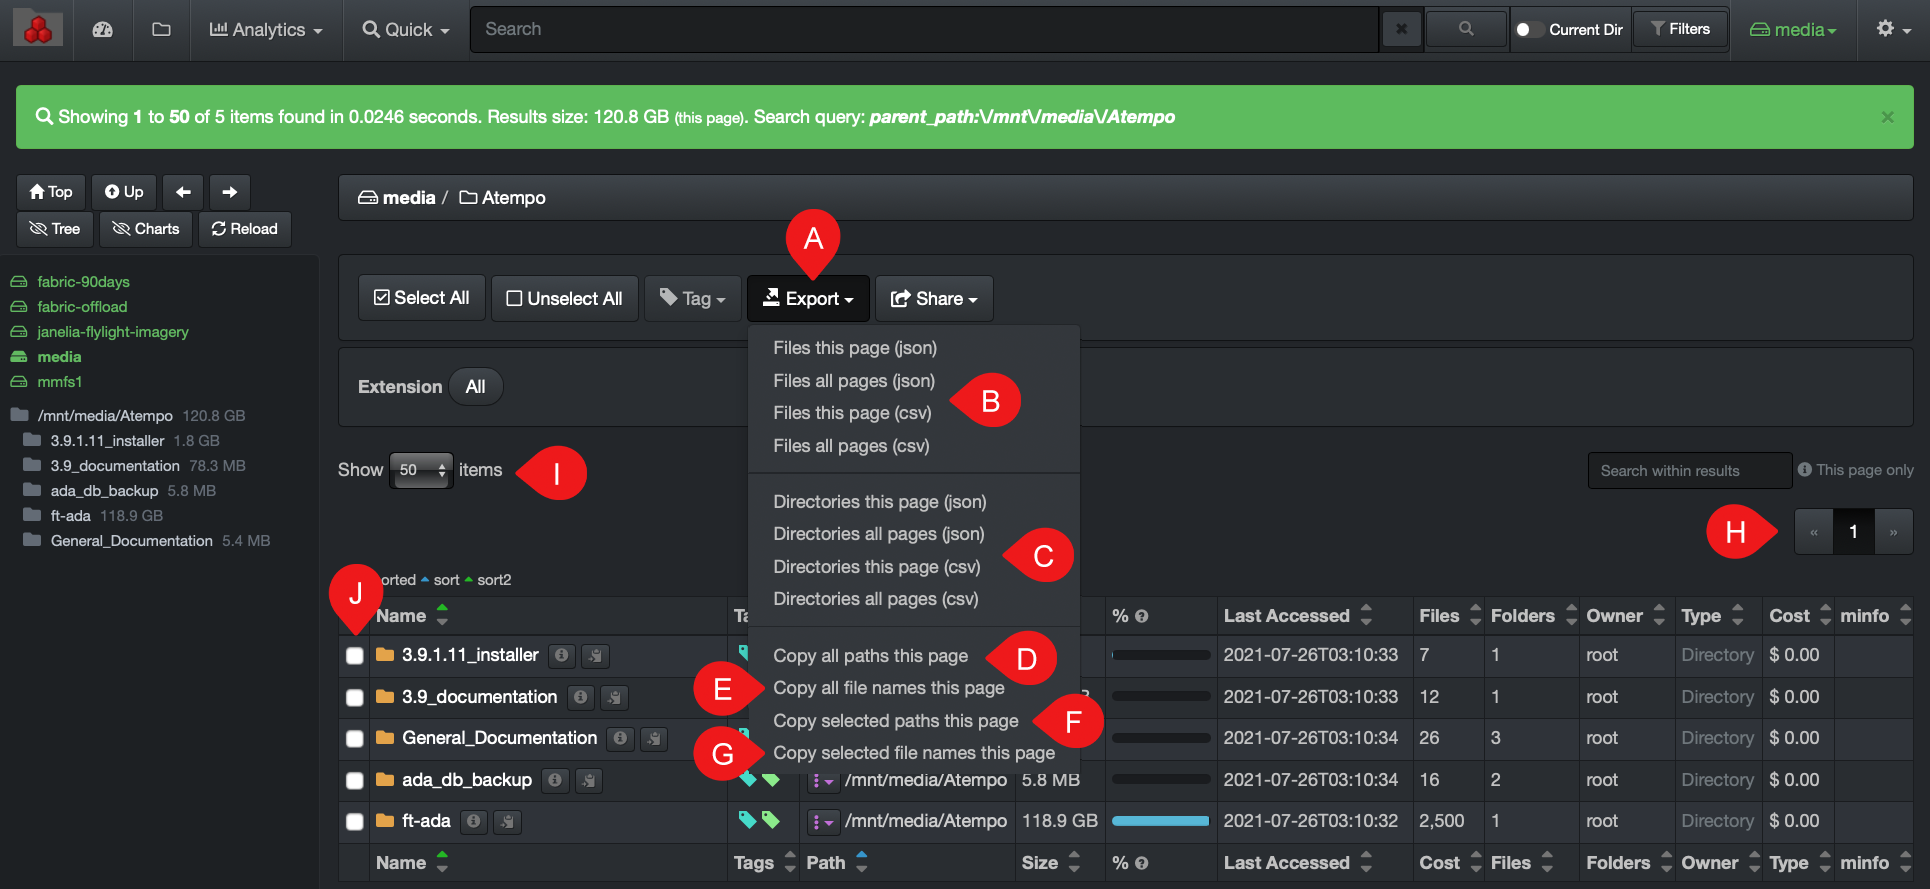 Analytics Quick Search Current Dir Filters media
Showing 1 to 50 of 5 items found in 0.0246 seconds. Results size: 120.8 GB (this page). Search query: parent_path:\/mnt\/media\/Atempo ×
Top Up
Tree Charts Reload
fabric-90days
fabric-offload
janelia-flylight-imagery
media
mmfs1
/mnt/media/Atempo 120.8 GB
3.9.1.11_installer 1.8 GB
3.9_documentation 78.3 MB
ada_db_backup 5.8 MB
ft-ada 118.9 GB
General_Documentation 5.4 MB
media / Atempo
A
Select All Unselect All Tag Export Share
Files this page (json)
Files all pages (json)
Files this page (csv)
Files all pages (csv)
B
Directories this page (json)
Directories all pages (json)
Directories this page (csv)
Directories all pages (csv)
C
Copy all paths this page
D
E
Copy all file names this page
Copy selected paths this page
F
G
Copy selected file names this page
Extension All
Show 50 items
I
Search within results This page only
H
« 1 »
J
orted sort sort2
Name Ta % Last Accessed Files Folders Owner Type Cost minfo
3.9.1.11_installer 2021-07-26T03:10:33 7 1 root Directory $ 0.00
3.9_documentation 2021-07-26T03:10:33 12 1 root Directory $ 0.00
General_Documentation 2021-07-26T03:10:34 26 3 root Directory $ 0.00
ada_db_backup /mnt/media/Atempo 5.8 MB 2021-07-26T03:10:34 16 2 root Directory $ 0.00
ft-ada /mnt/media/Atempo 118.9 GB 2021-07-26T03:10:32 2,500 1 root Directory $ 0.00
Name Tags Path Size % Last Accessed Cost Files Folders Owner Type minfo